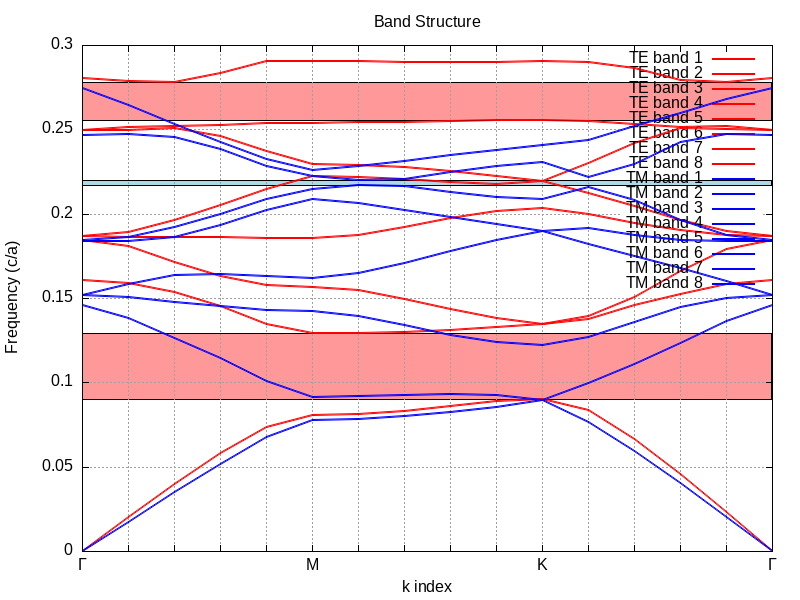 Band Structure
0.3
0.25
0.2
0.15
0.1
0.05
0
Frequency (c/a)
TE band 1
TE band 2
TE band 3
TE band 4
TE band 5
TE band 6
TE band 7
TE band 8
TM band 1
TM band 2
TM band 3
TM band 4
TM band 5
TM band 6
TM band 7
TM band 8
Γ M K Γ
k index